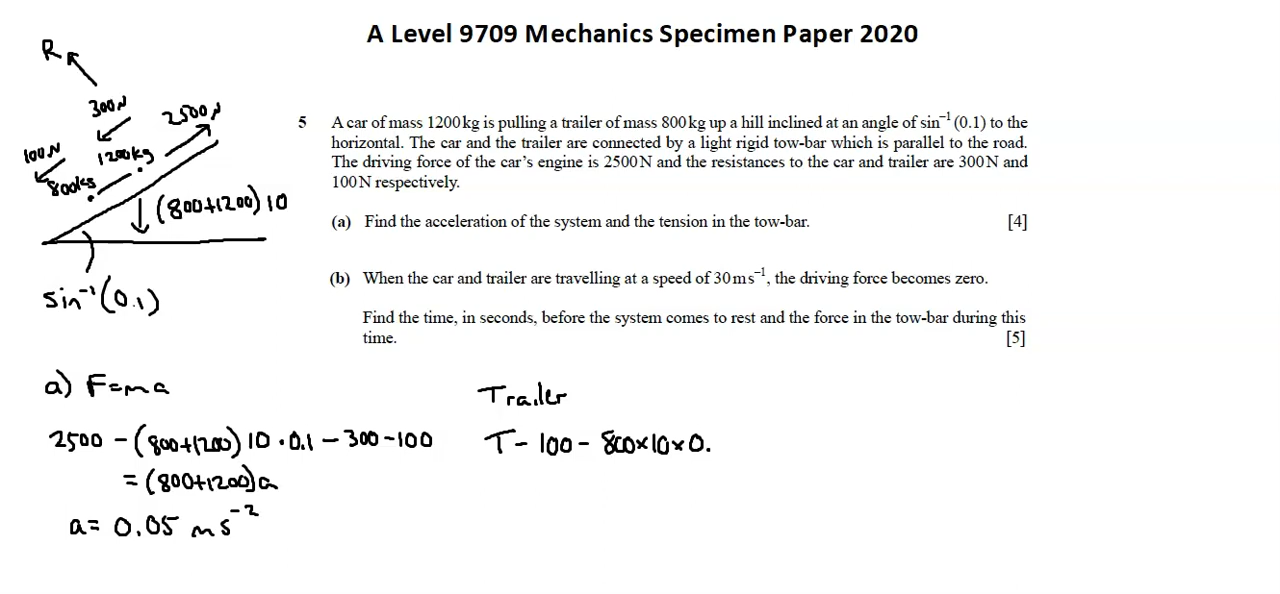 A Level 9709 Mechanics Specimen Paper 2020
R
300N
2500N
100N
1200kg
800kg
(800+1200)10
sin⁻¹(0.1)
5 A car of mass 1200 kg is pulling a trailer of mass 800 kg up a hill inclined at an angle of sin⁻¹(0.1) to the
horizontal. The car and the trailer are connected by a light rigid tow-bar which is parallel to the road.
The driving force of the car's engine is 2500 N and the resistances to the car and trailer are 300 N and
100 N respectively.
(a) Find the acceleration of the system and the tension in the tow-bar. [4]
(b) When the car and trailer are travelling at a speed of 30 m s⁻¹, the driving force becomes zero.
Find the time, in seconds, before the system comes to rest and the force in the tow-bar during this
time. [5]
a) F=ma
2500 - (800+1200)10 · 0.1 - 300 - 100
= (800+1200)a
a = 0.05 ms⁻²
Trailer
T - 100 - 800×10×0.